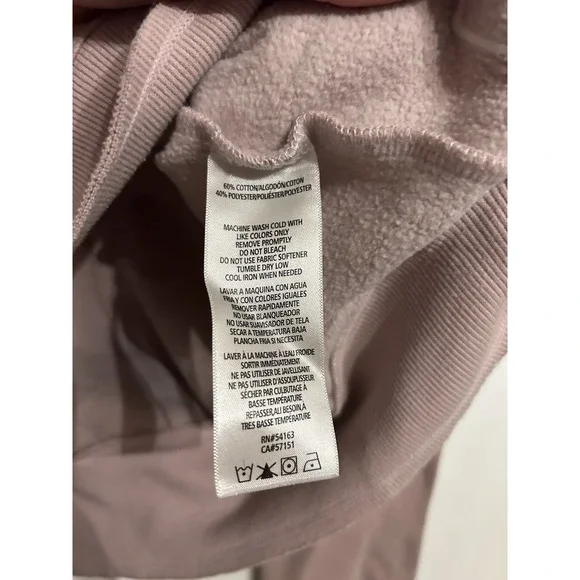 60% COTTON/ALGODÓN/COTON
40% POLYESTER/POLIÉSTER/POLYESTER
MACHINE WASH COLD WITH
LIKE COLORS ONLY
REMOVE PROMPTLY
DO NOT BLEACH
DO NOT USE FABRIC SOFTENER
TUMBLE DRY LOW
COOL IRON WHEN NEEDED
LAVAR A MAQUINA CON AGUA
FRIA Y CON COLORES IGUALES
REMOVER RAPIDAMENTE
NO USAR BLANQUEADOR
NO USAR SUAVISADOR DE TELA
SECAR A TEMPERATURA BAJA
PLANCHA FRIA SI NECESITA
LAVER À LA MACHINE À L'EAU FROIDE
SORTIR IMMÉDIATEMENT
NE PAS UTILISER DE JAVELLISANT
NE PAS UTILISER D'ASSOUPLISSEUR
SÉCHER PAR CULBUTAGE À
BASSE TEMPÉRATURE
REPASSER, AU BESOIN À
TRÈS BASSE TEMPÉRATURE
RN#54163
CA#57151